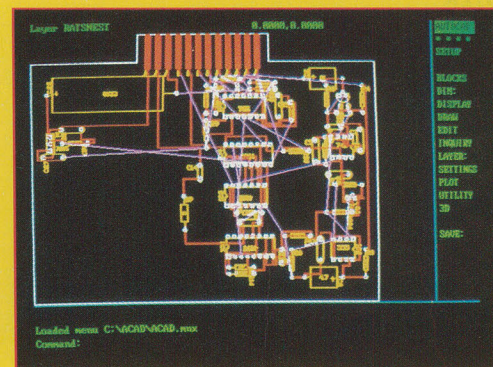 Layer RATSNEST 0.0000,0.0000
AUTOCAD
* * * *
SETUP
BLOCKS
DIM:
DISPLAY
DRAW
EDIT
INQUIRY
LAYER:
SETTINGS
PLOT
UTILITY
3D
SAVE:
Loaded menu C:\ACAD\ACAD.mnx
Command: